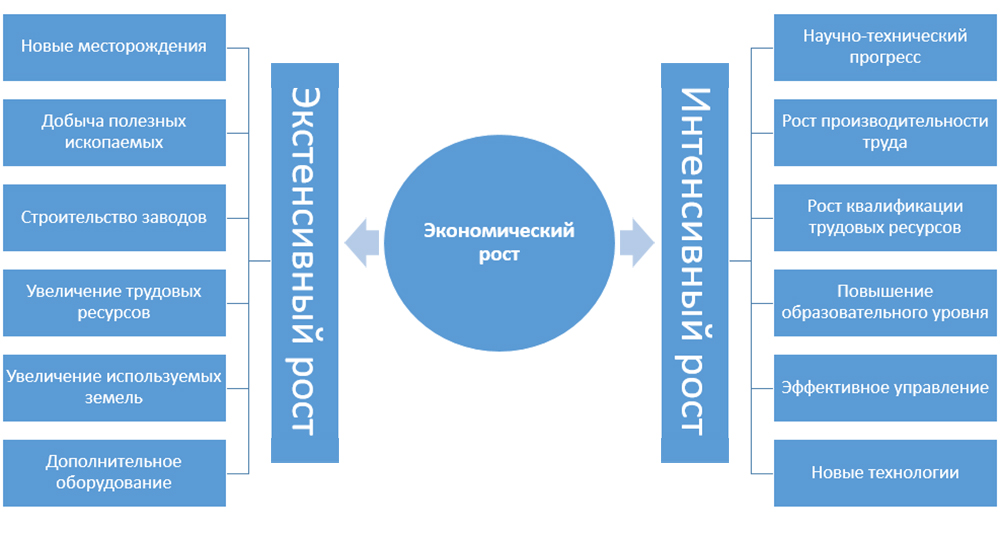 Новые месторождения
Добыча полезных
ископаемых
Строительство заводов
Увеличение трудовых
ресурсов
Увеличение используемых
земель
Дополнительное
оборудование
Экстенсивный рост
Экономический
рост
Интенсивный рост
Научно-технический
прогресс
Рост производительности
труда
Рост квалификации
трудовых ресурсов
Повышение
образовательного уровня
Эффективное управление
Новые технологии